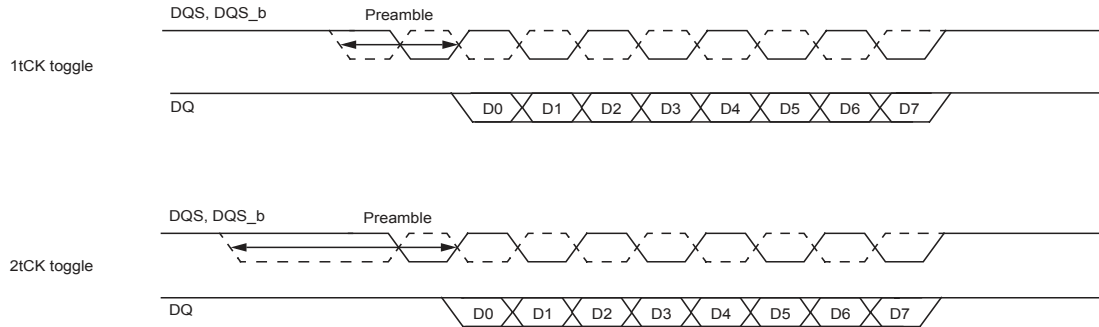 DQS, DQS_b
Preamble
1tCK toggle
DQ
D0 D1 D2 D3 D4 D5 D6 D7
DQS, DQS_b
Preamble
2tCK toggle
DQ
D0 D1 D2 D3 D4 D5 D6 D7